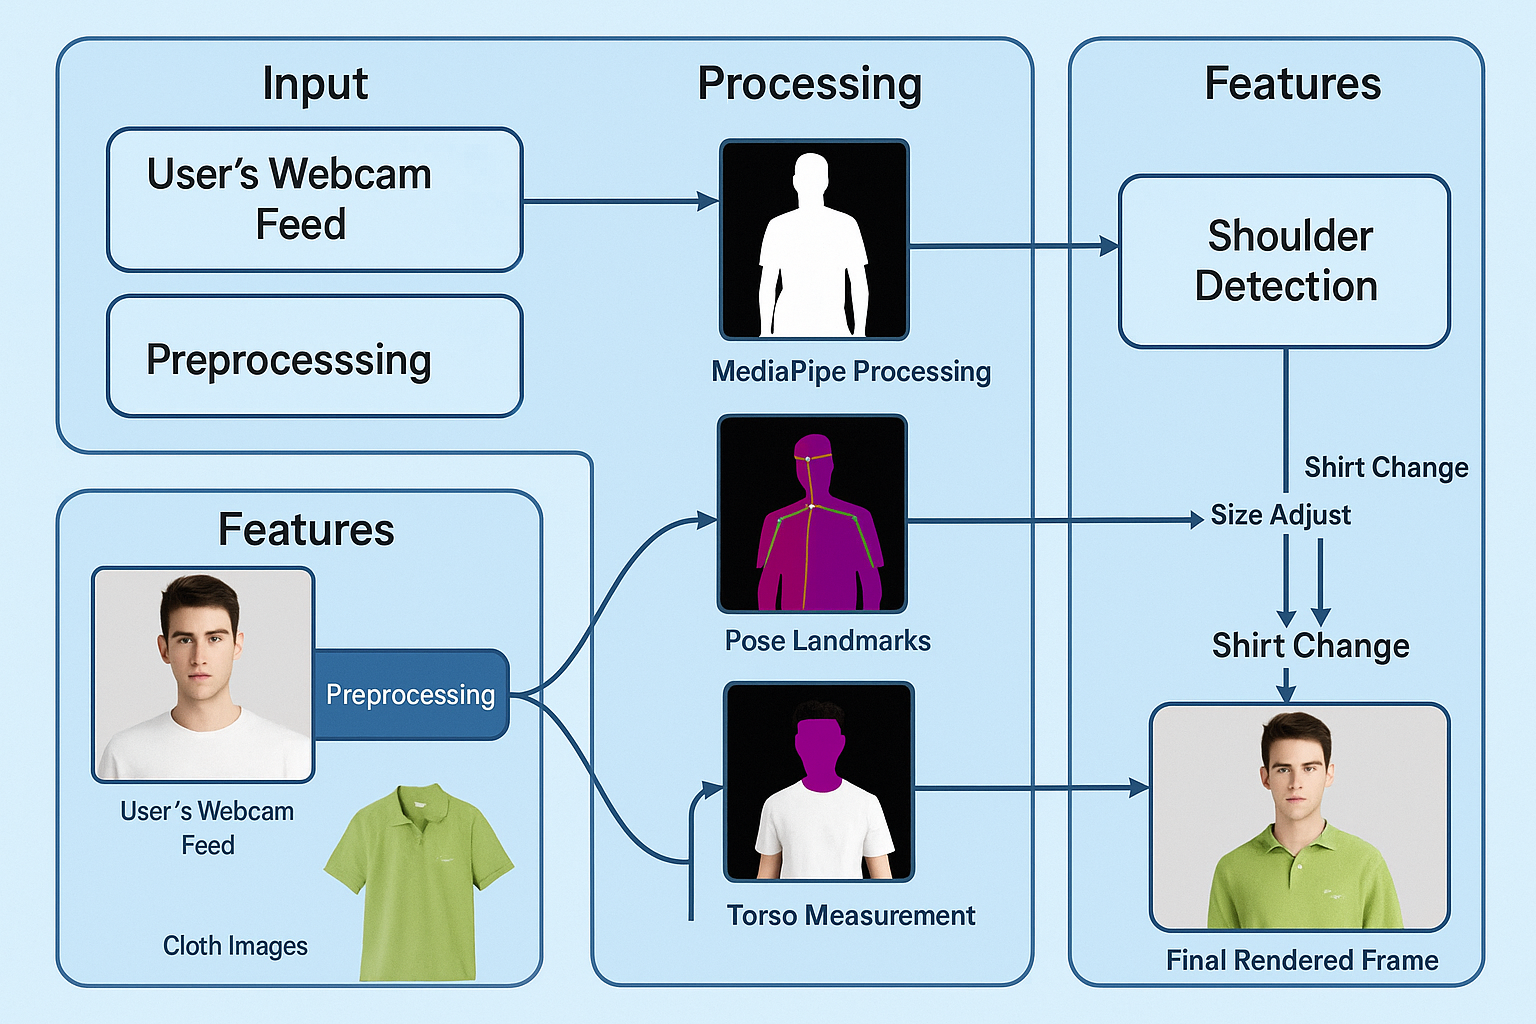 Input
Processing
Features
User's Webcam
Feed
Preprocesssing
MediaPipe Processing
Shoulder
Detection
Shirt Change
Size Adjust
Features
Preprocessing
User's Webcam
Feed
Cloth Images
Pose Landmarks
Torso Measurement
Shirt Change
Final Rendered Frame